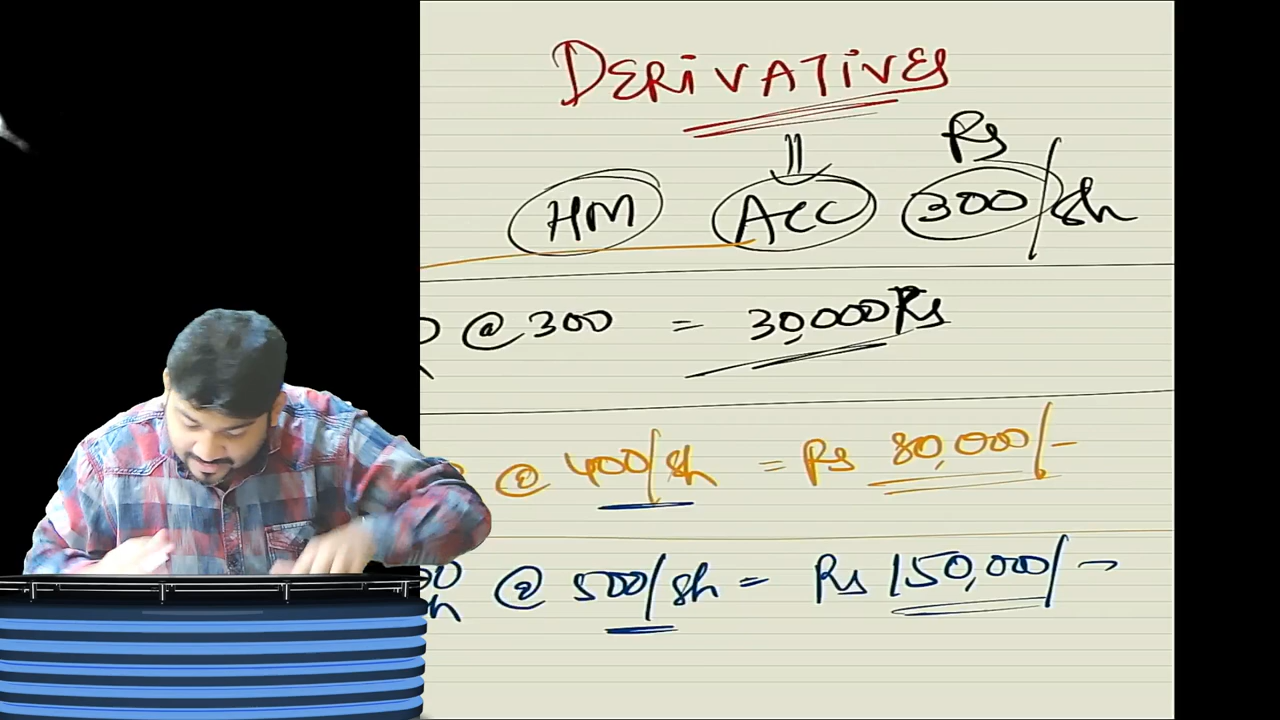 DERIVATIVES
Rs
HM ACC 300/sh
@ 300 = 30,000 Rs
@ 400/sh = Rs 80,000/-
00 @ 500/sh = Rs 150,000/-